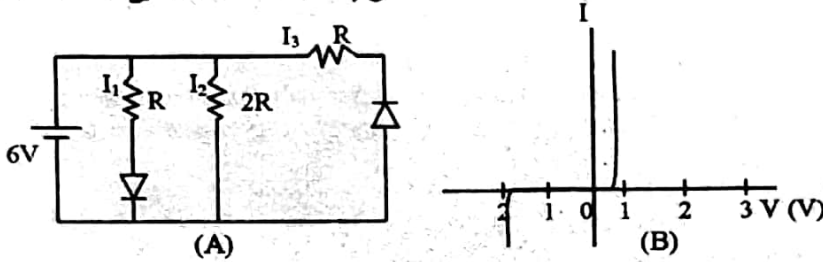 I
I₃ R
I₁ R I₂ 2R
6V
2 1 0 1 2 3 V (V)
(A) (B)